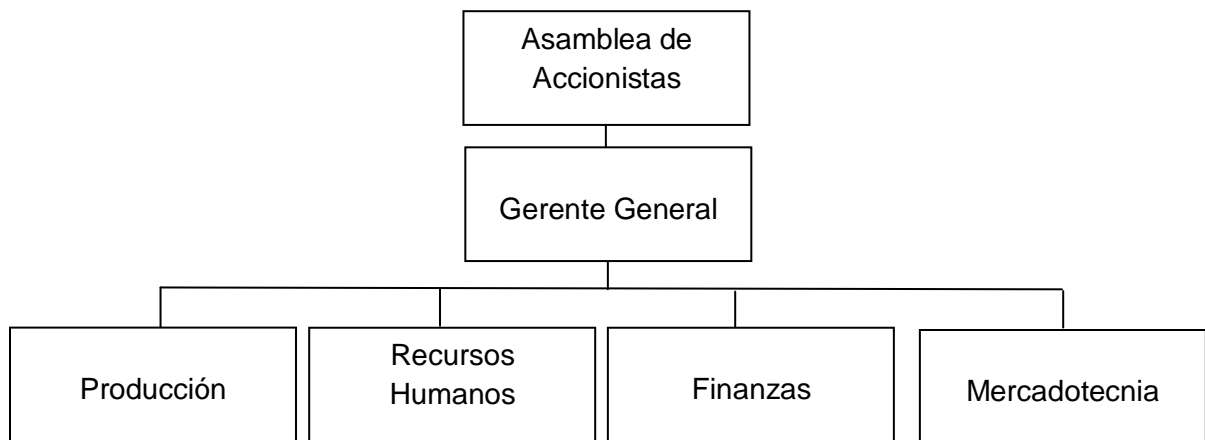 Asamblea de
Accionistas
Gerente General
Producción
Recursos
Humanos
Finanzas
Mercadotecnia